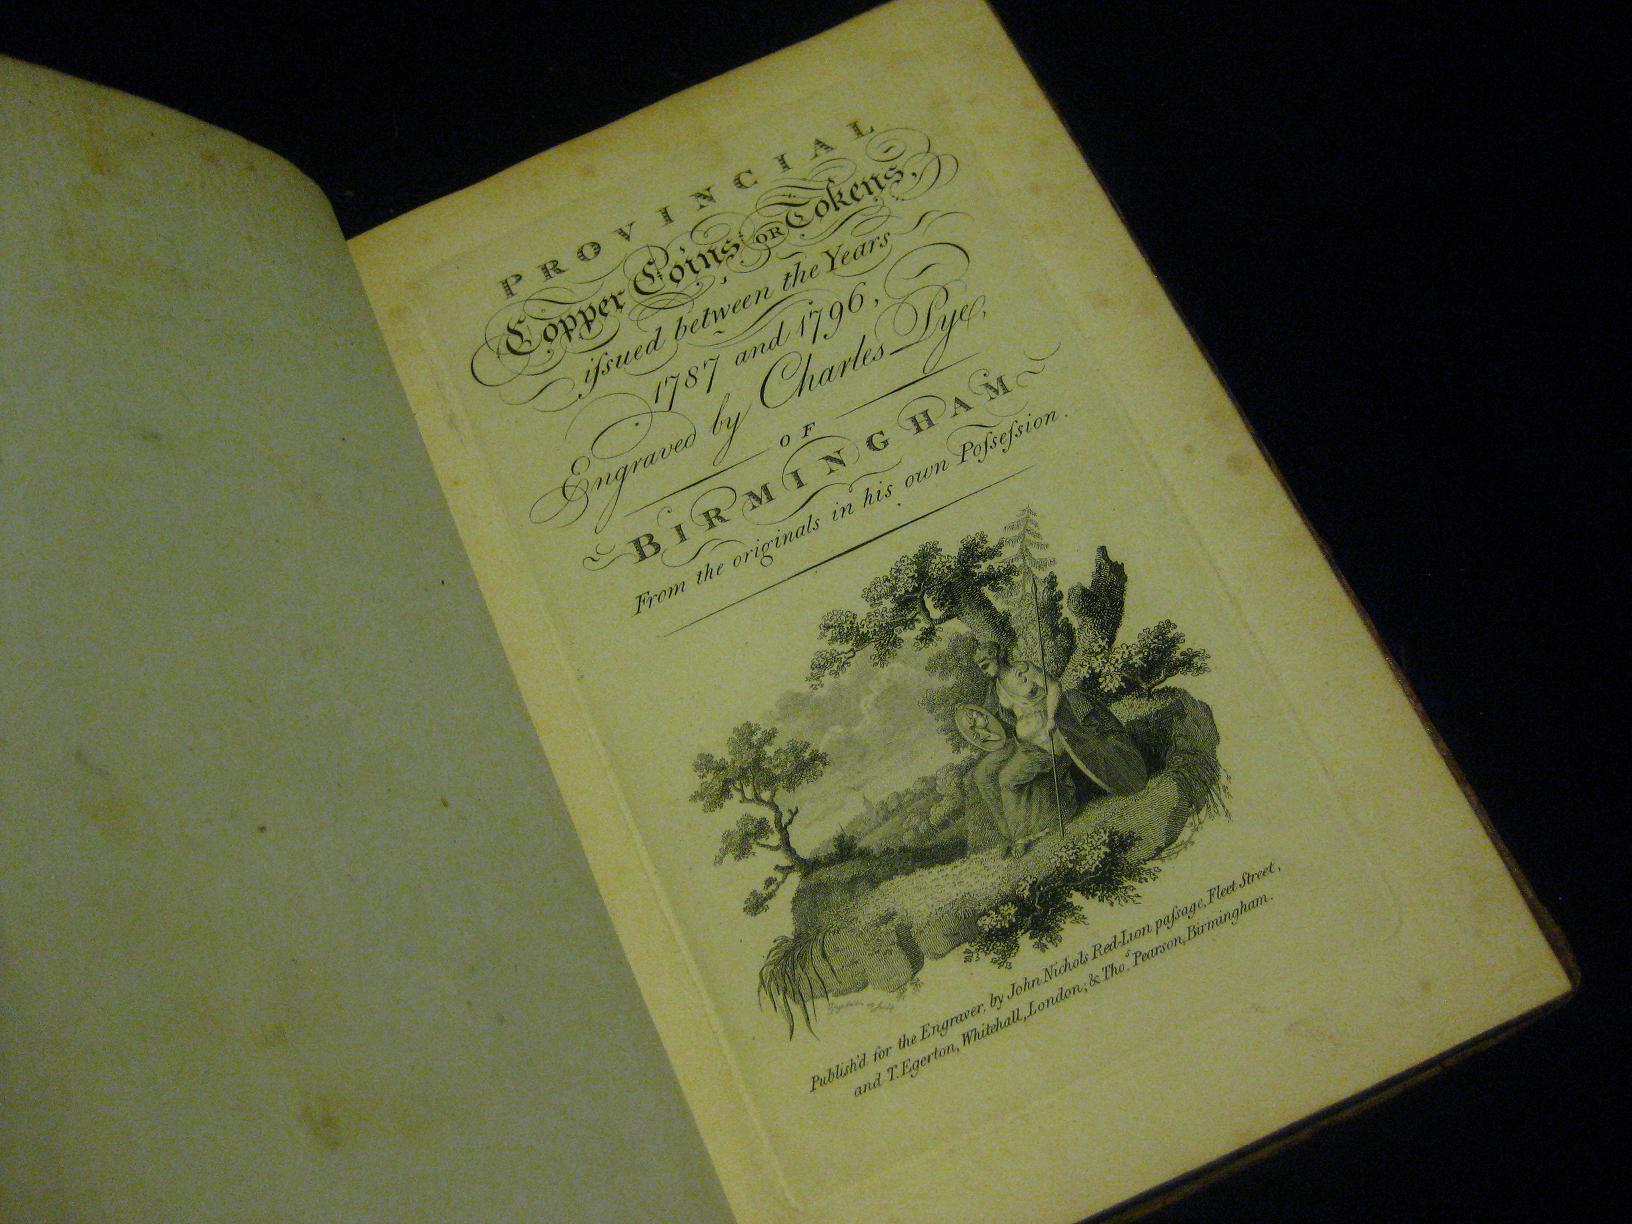 PROVINCIAL
Copper Coins OR Tokens,
iſsued between the Years
1787 and 1796,
Engraved by Charles Pye,
OF
BIRMINGHAM
From the originals in his own Poſseſsion.
Publish'd for the Engraver, by John Nichols Red-Lion paſsage, Fleet Street,
and T. Egerton, Whitehall, London; & Thoˢ. Pearson, Birmingham.